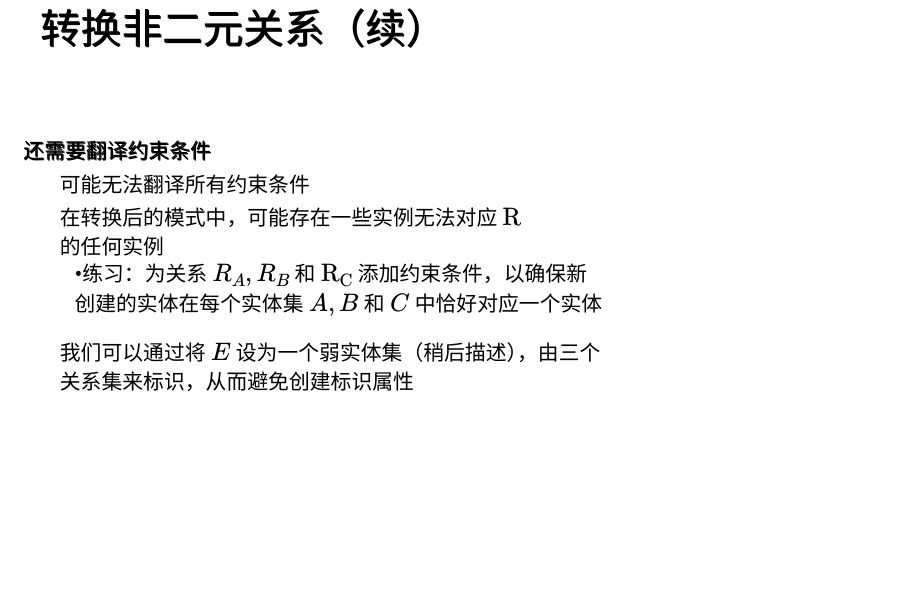 转换非二元关系（续）
还需要翻译约束条件
可能无法翻译所有约束条件
在转换后的模式中，可能存在一些实例无法对应 R
的任何实例
•练习：为关系 R_A, R_B 和 R_C 添加约束条件，以确保新
创建的实体在每个实体集 A, B 和 C 中恰好对应一个实体
我们可以通过将 E 设为一个弱实体集（稍后描述），由三个
关系集来标识，从而避免创建标识属性